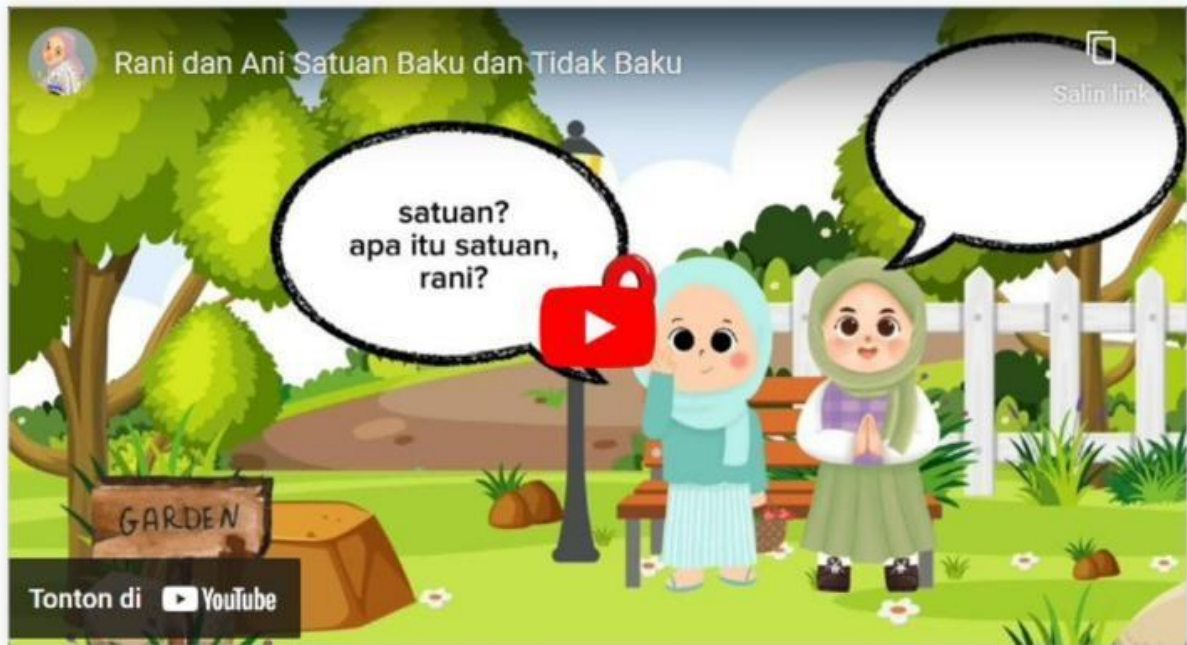 Rani dan Ani Satuan Baku dan Tidak Baku
Salin link
satuan?
apa itu satuan,
rani?
GARDEN
Tonton di YouTube